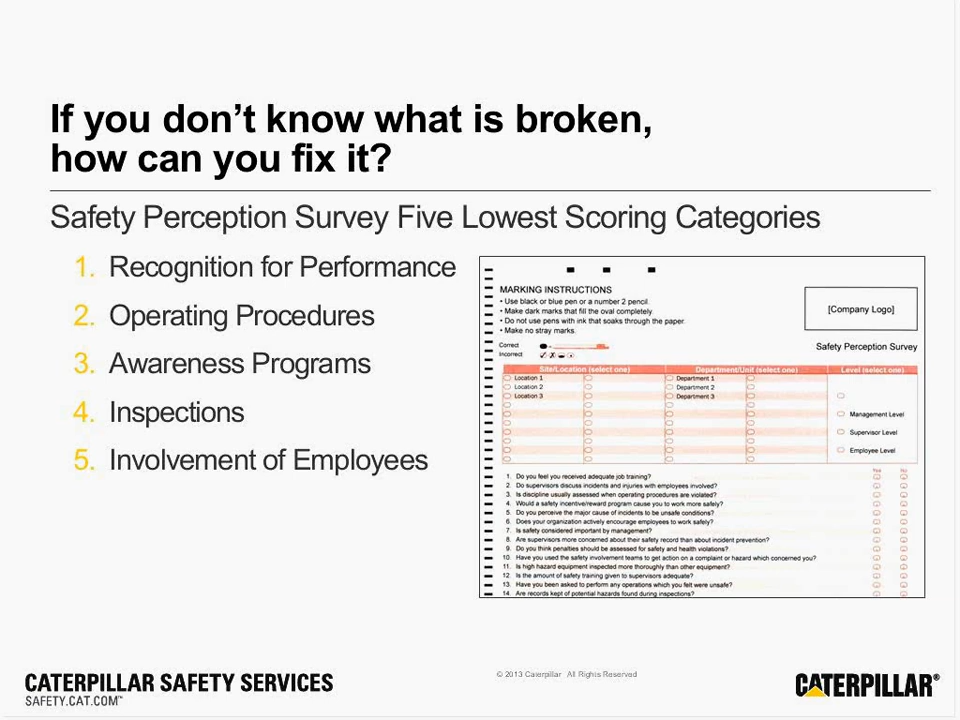 If you don't know what is broken,
how can you fix it?
Safety Perception Survey Five Lowest Scoring Categories
1. Recognition for Performance
2. Operating Procedures
3. Awareness Programs
4. Inspections
5. Involvement of Employees
MARKING INSTRUCTIONS
• Use black or blue pen or a number 2 pencil.
• Make dark marks that fill the oval completely.
• Do not use pens with ink that soaks through the paper.
• Make no stray marks.
Correct
Incorrect
[Company Logo]
Safety Perception Survey
Site/Location (select one) Department/Unit (select one) Level (select one)
Location 1 Department 1
Location 2 Department 2
Location 3 Department 3
Management Level
Supervisor Level
Employee Level
Yes No
1. Do you feel you received adequate job training?
2. Do supervisors discuss incidents and injuries with employees involved?
3. Is discipline usually assessed when operating procedures are violated?
4. Would a safety incentive/reward program cause you to work more safely?
5. Do you perceive the major cause of incidents to be unsafe conditions?
6. Does your organization actively encourage employees to work safely?
7. Is safety considered important by management?
8. Are supervisors more concerned about their safety record than about incident prevention?
9. Do you think penalties should be assessed for safety and health violations?
10. Have you used the safety involvement teams to get action on a complaint or hazard which concerned you?
11. Is high hazard equipment inspected more thoroughly than other equipment?
12. Is the amount of safety training given to supervisors adequate?
13. Have you been asked to perform any operations which you felt were unsafe?
14. Are records kept of potential hazards found during inspections?
CATERPILLAR SAFETY SERVICES
SAFETY.CAT.COM™
© 2013 Caterpillar All Rights Reserved
CATERPILLAR®